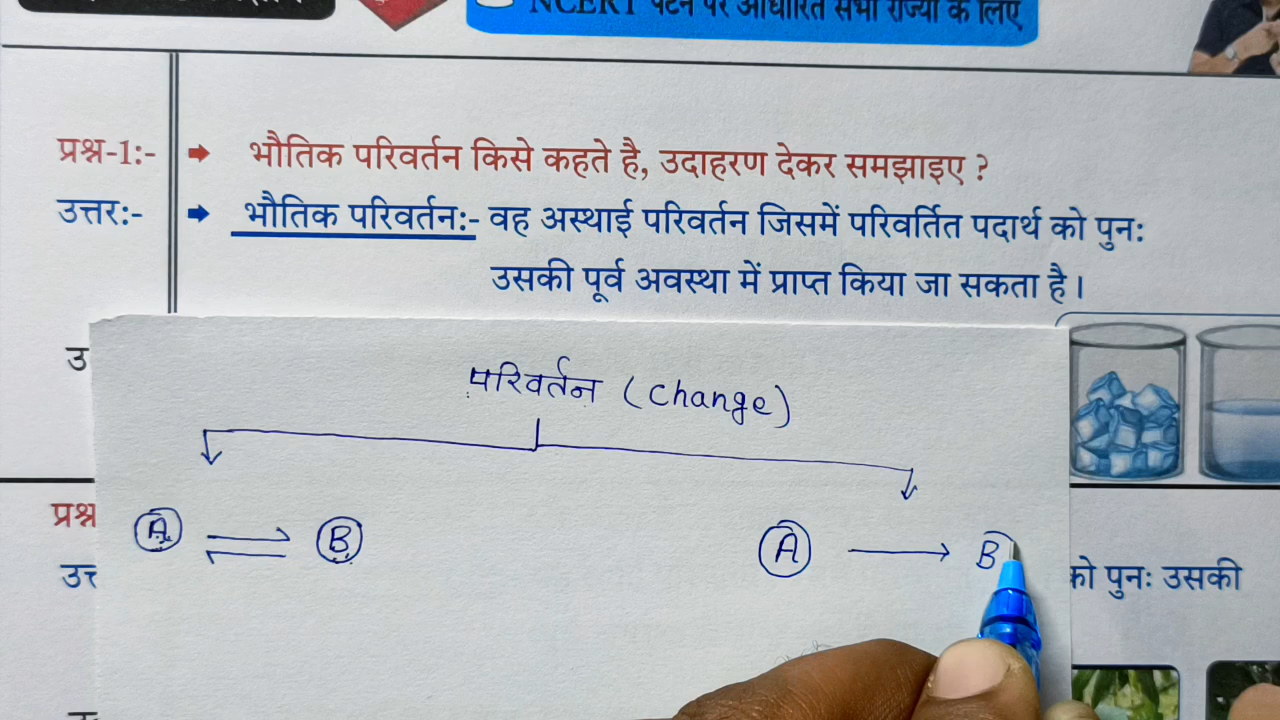 NCERT पैटर्न पर आधारित सभी राज्यों के लिए
प्रश्न-1:- ➡ भौतिक परिवर्तन किसे कहते है, उदाहरण देकर समझाइए ?
उत्तर:- ➡ भौतिक परिवर्तन:- वह अस्थाई परिवर्तन जिसमें परिवर्तित पदार्थ को पुनः
उसकी पूर्व अवस्था में प्राप्त किया जा सकता है।
उ
परिवर्तन (Change)
प्रश्न
A ⇌ B
A → B
उत्त
को पुनः उसकी